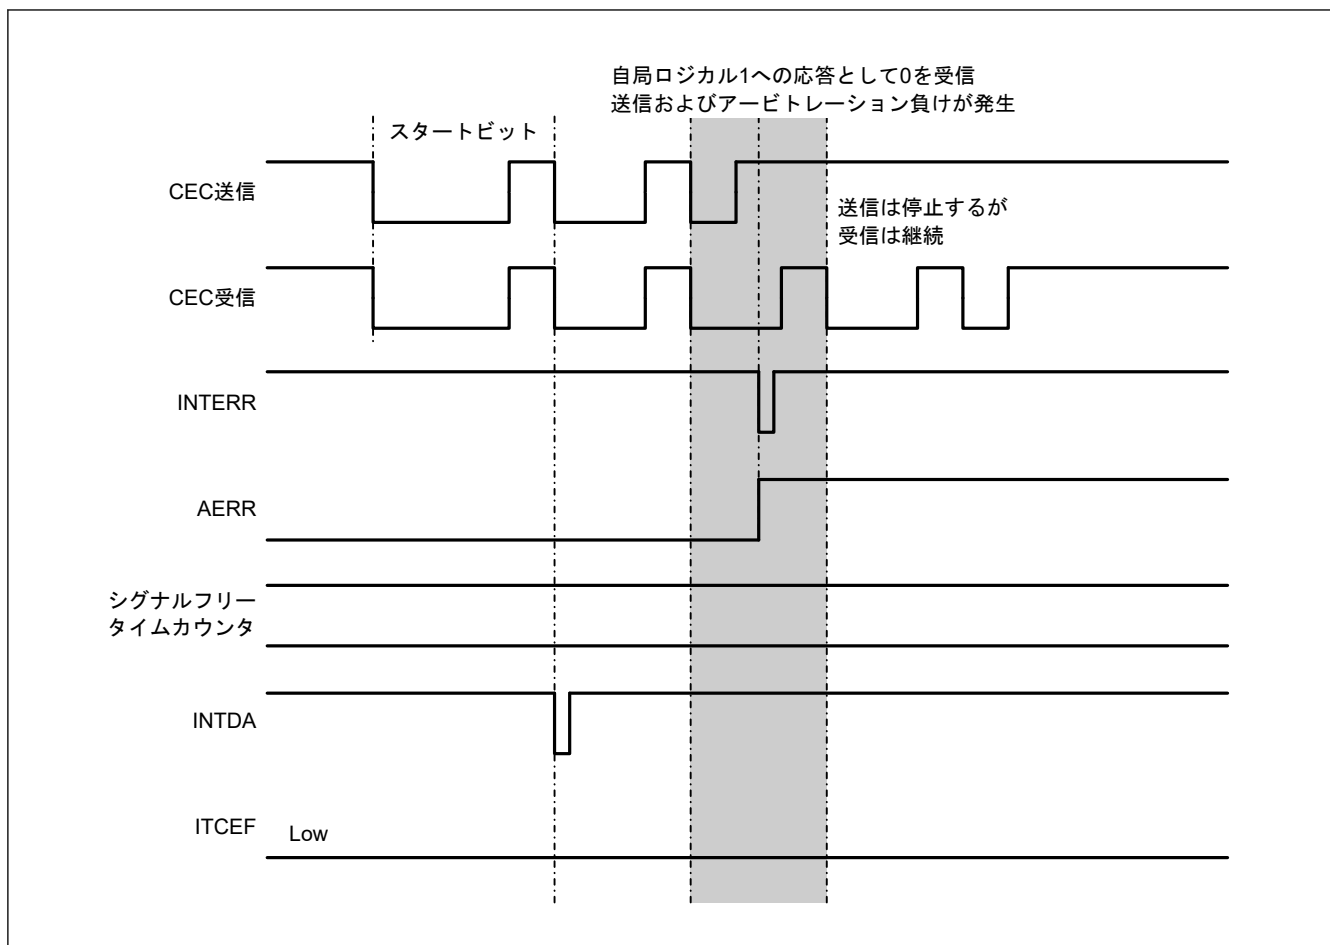 自局ロジカル1への応答として0を受信
送信およびアービトレーション負けが発生
スタートビット
CEC送信
送信は停止するが
受信は継続
CEC受信
INTERR
AERR
シグナルフリー
タイムカウンタ
INTDA
ITCEF
Low